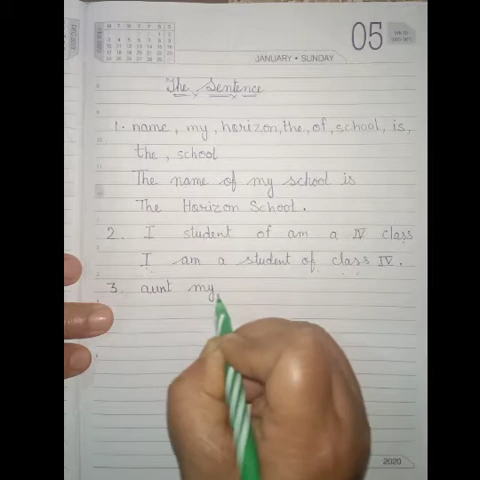 05
JANUARY • SUNDAY
The Sentence
1. name, my, horizon, the, of, school, is,
the, school
The name of my school is
The Horizon School.
2. I student of am a IV class
I am a student of class IV.
3. aunt my
2020